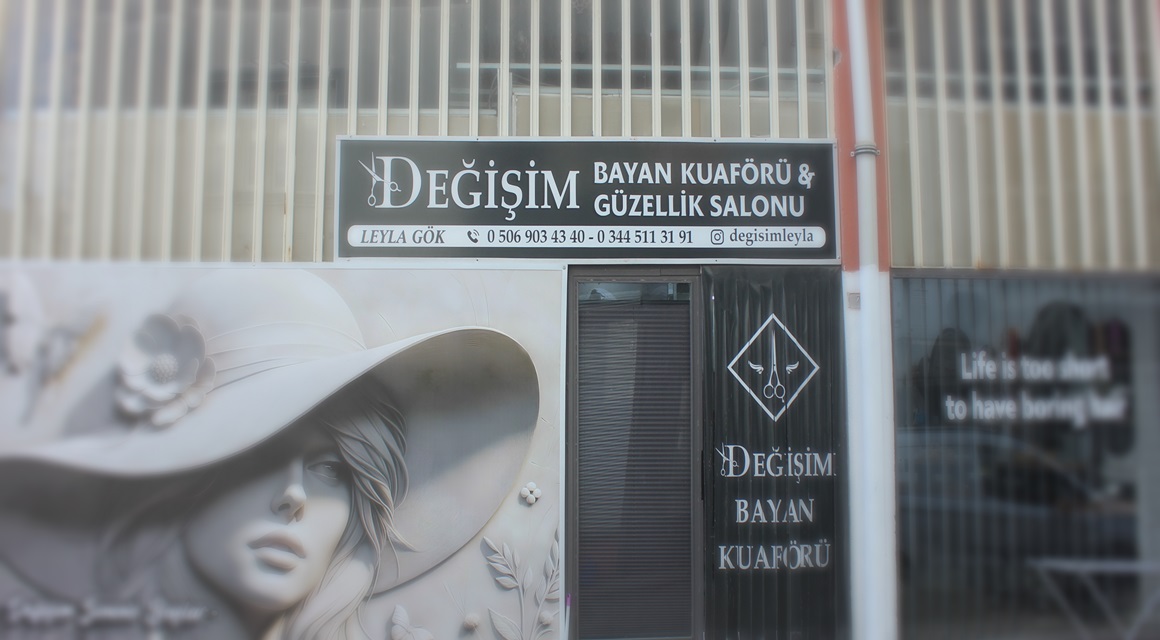 DEĞİŞİM BAYAN KUAFÖRÜ &
GÜZELLİK SALONU
LEYLA GÖK 0 506 903 43 40 - 0 344 511 31 91 degisimleyla
DEĞİŞİM
BAYAN
KUAFÖRÜ
Life is too short
to have boring hair